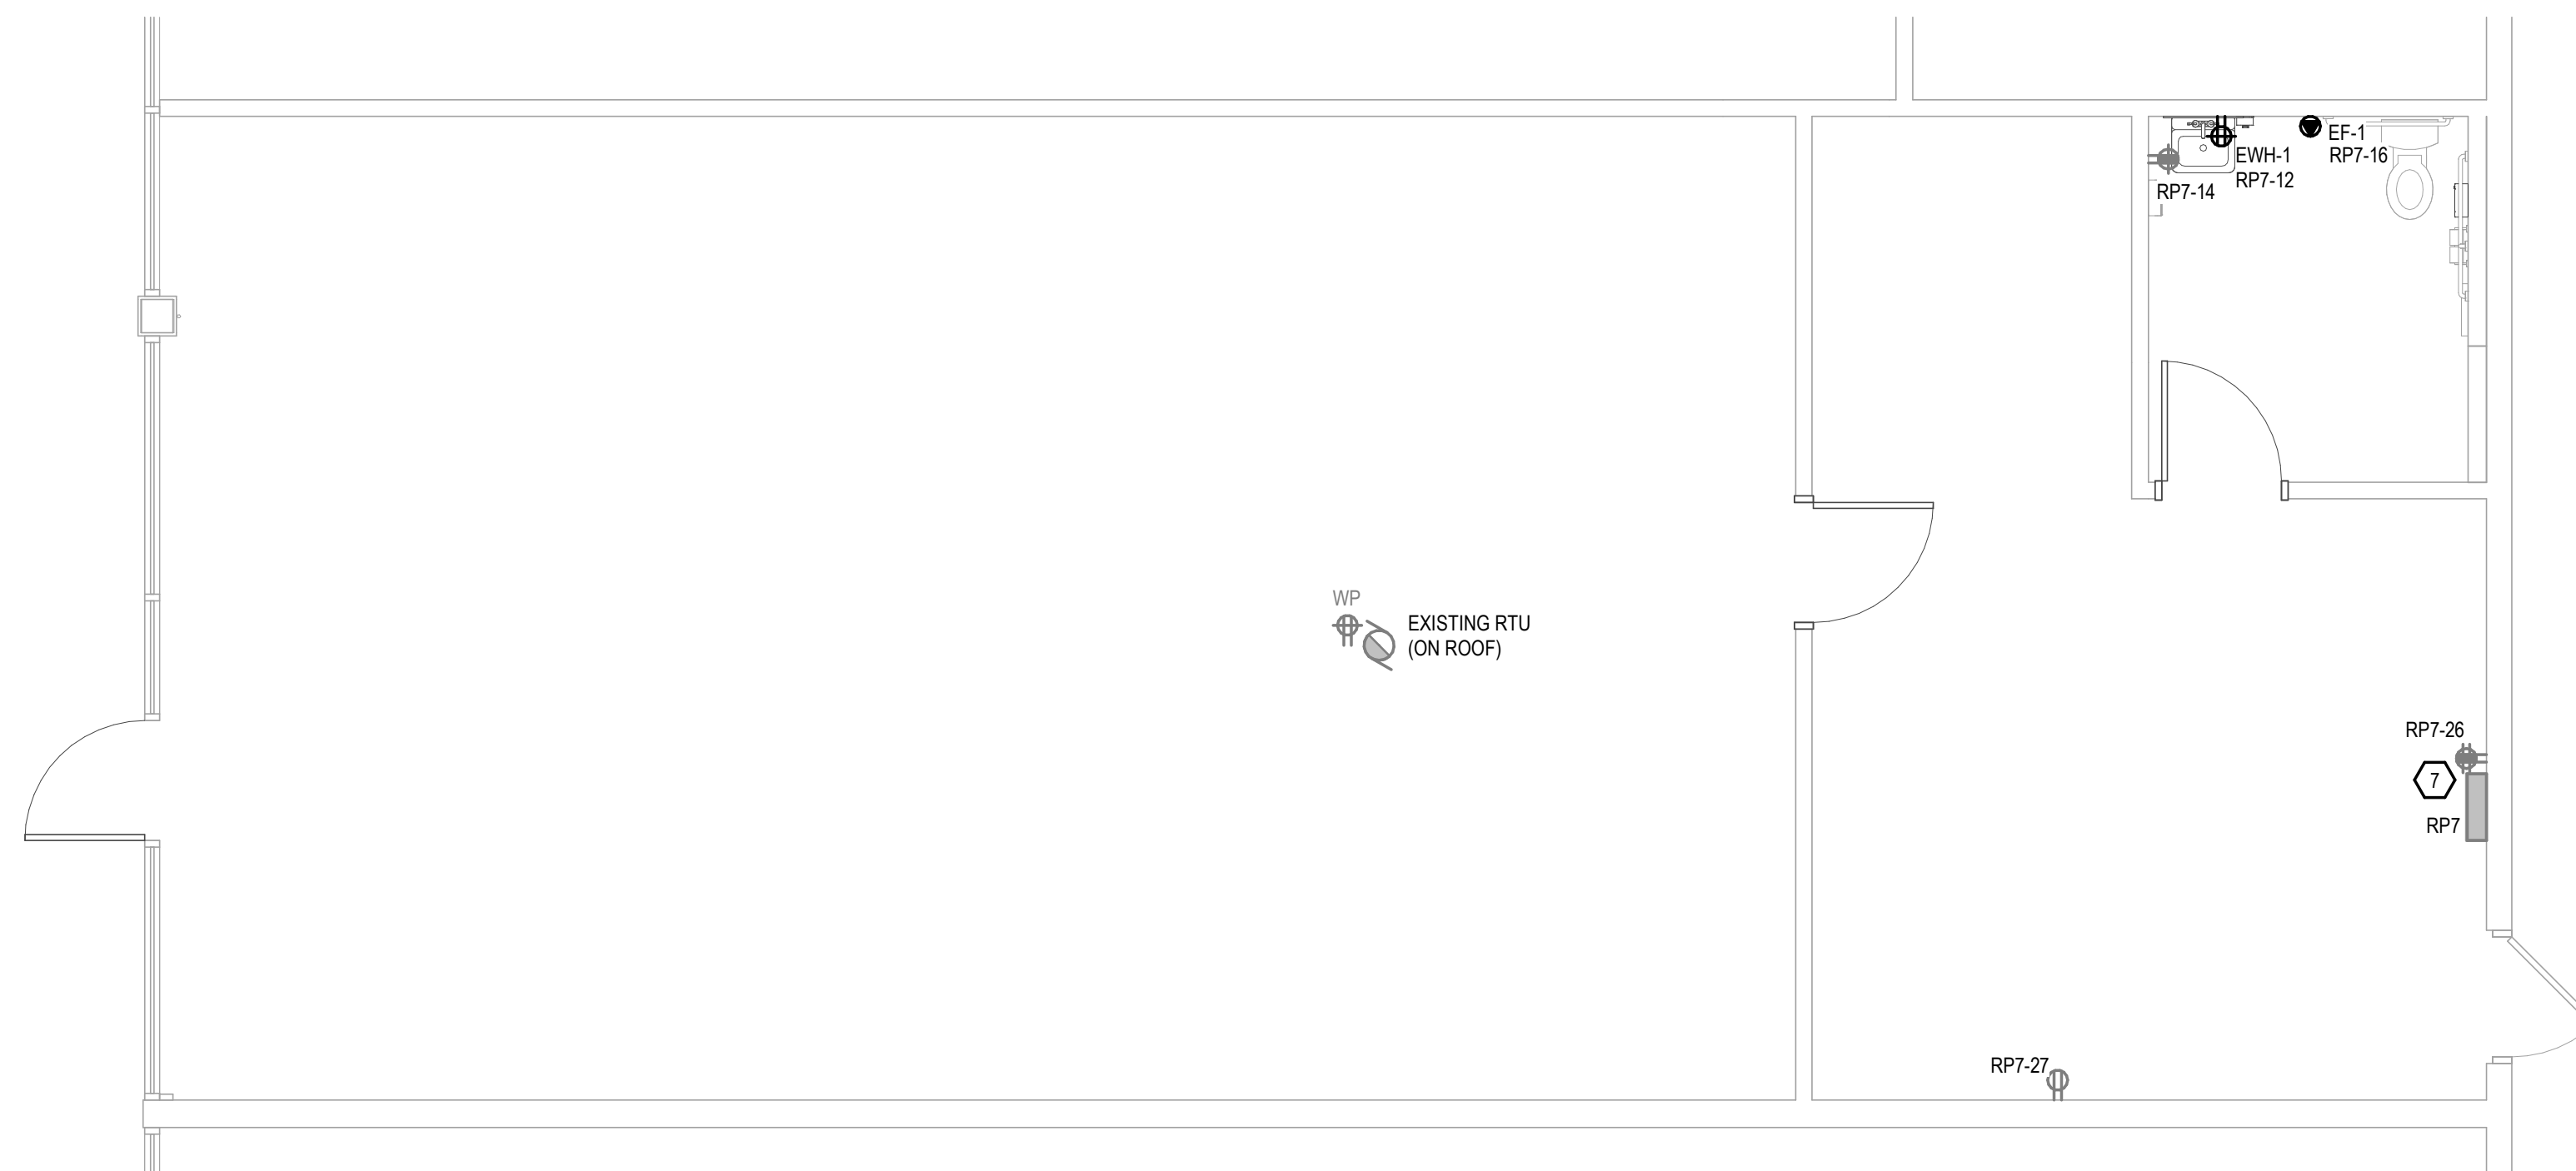 EF-1
RP7-16
EWH-1
RP7-12
RP7-14
WP
EXISTING RTU
(ON ROOF)
RP7-26
7
RP7
RP7-27